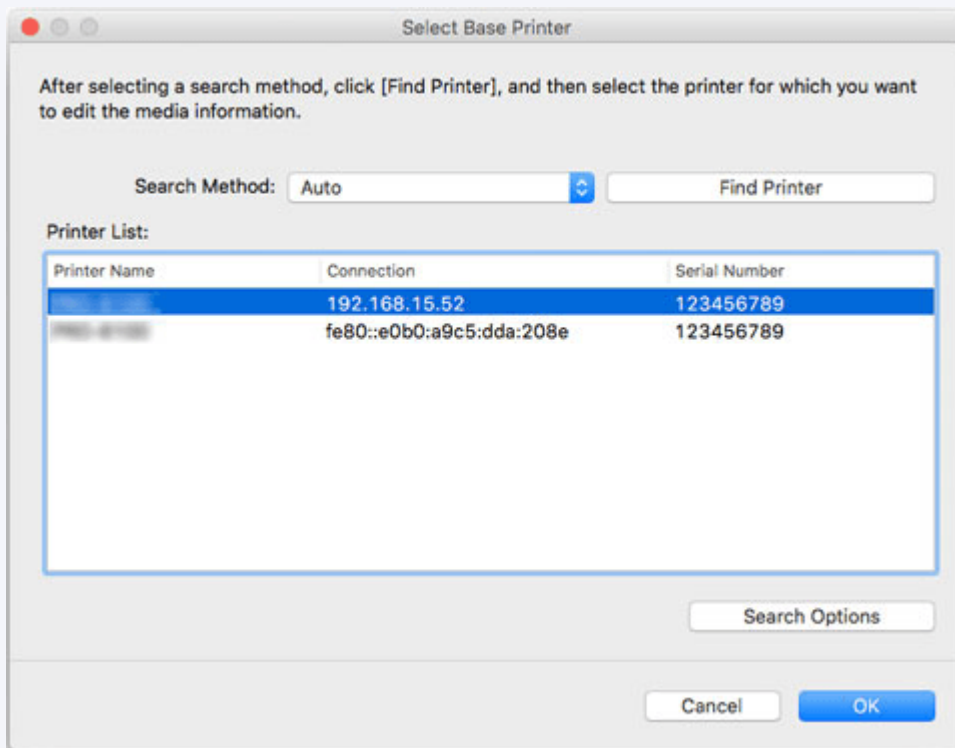 Select Base Printer
After selecting a search method, click [Find Printer], and then select the printer for which you want
to edit the media information.
Search Method: Auto Find Printer
Printer List:
Printer Name Connection Serial Number
192.168.15.52 123456789
fe80::e0b0:a9c5:dda:208e 123456789
Search Options
Cancel OK